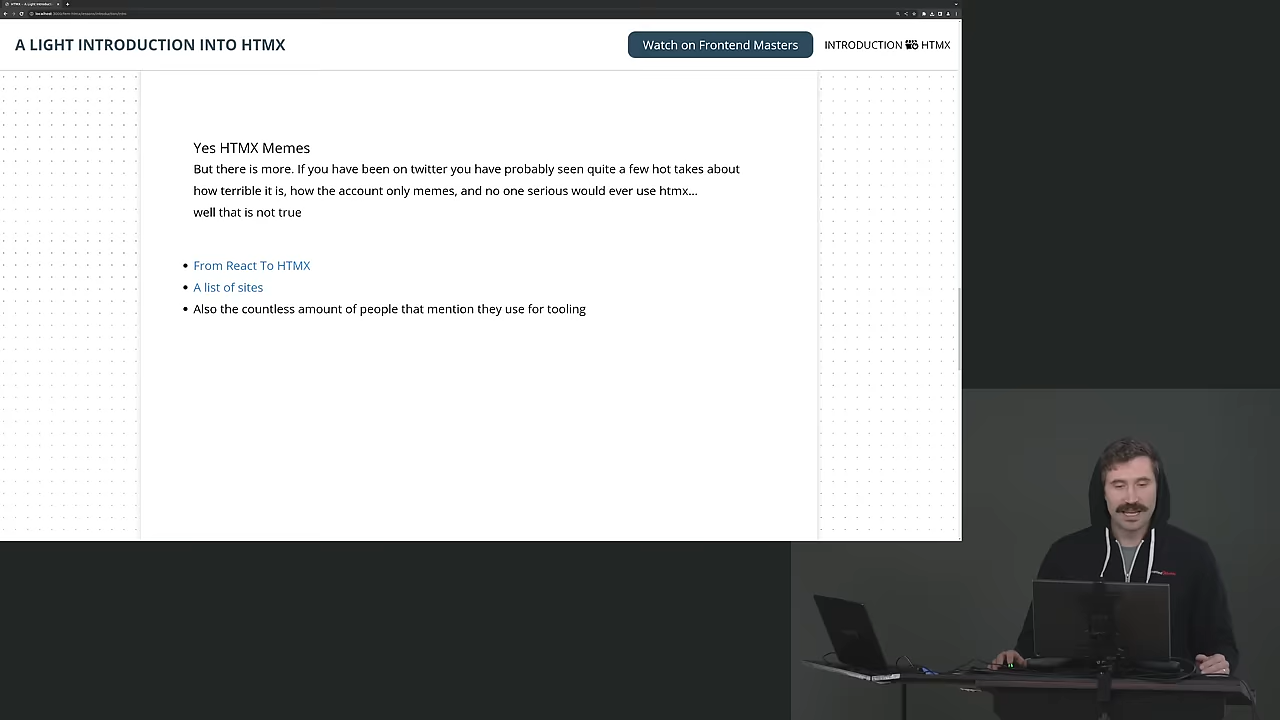 HTMX - A Light Introducti
A LIGHT INTRODUCTION INTO HTMX
Watch on Frontend Masters
INTRODUCTION
HTMX
Yes HTMX Memes
But there is more. If you have been on twitter you have probably seen quite a few hot takes about
how terrible it is, how the account only memes, and no one serious would ever use htmx...
well that is not true
From React To HTMX
A list of sites
Also the countless amount of people that mention they use for tooling